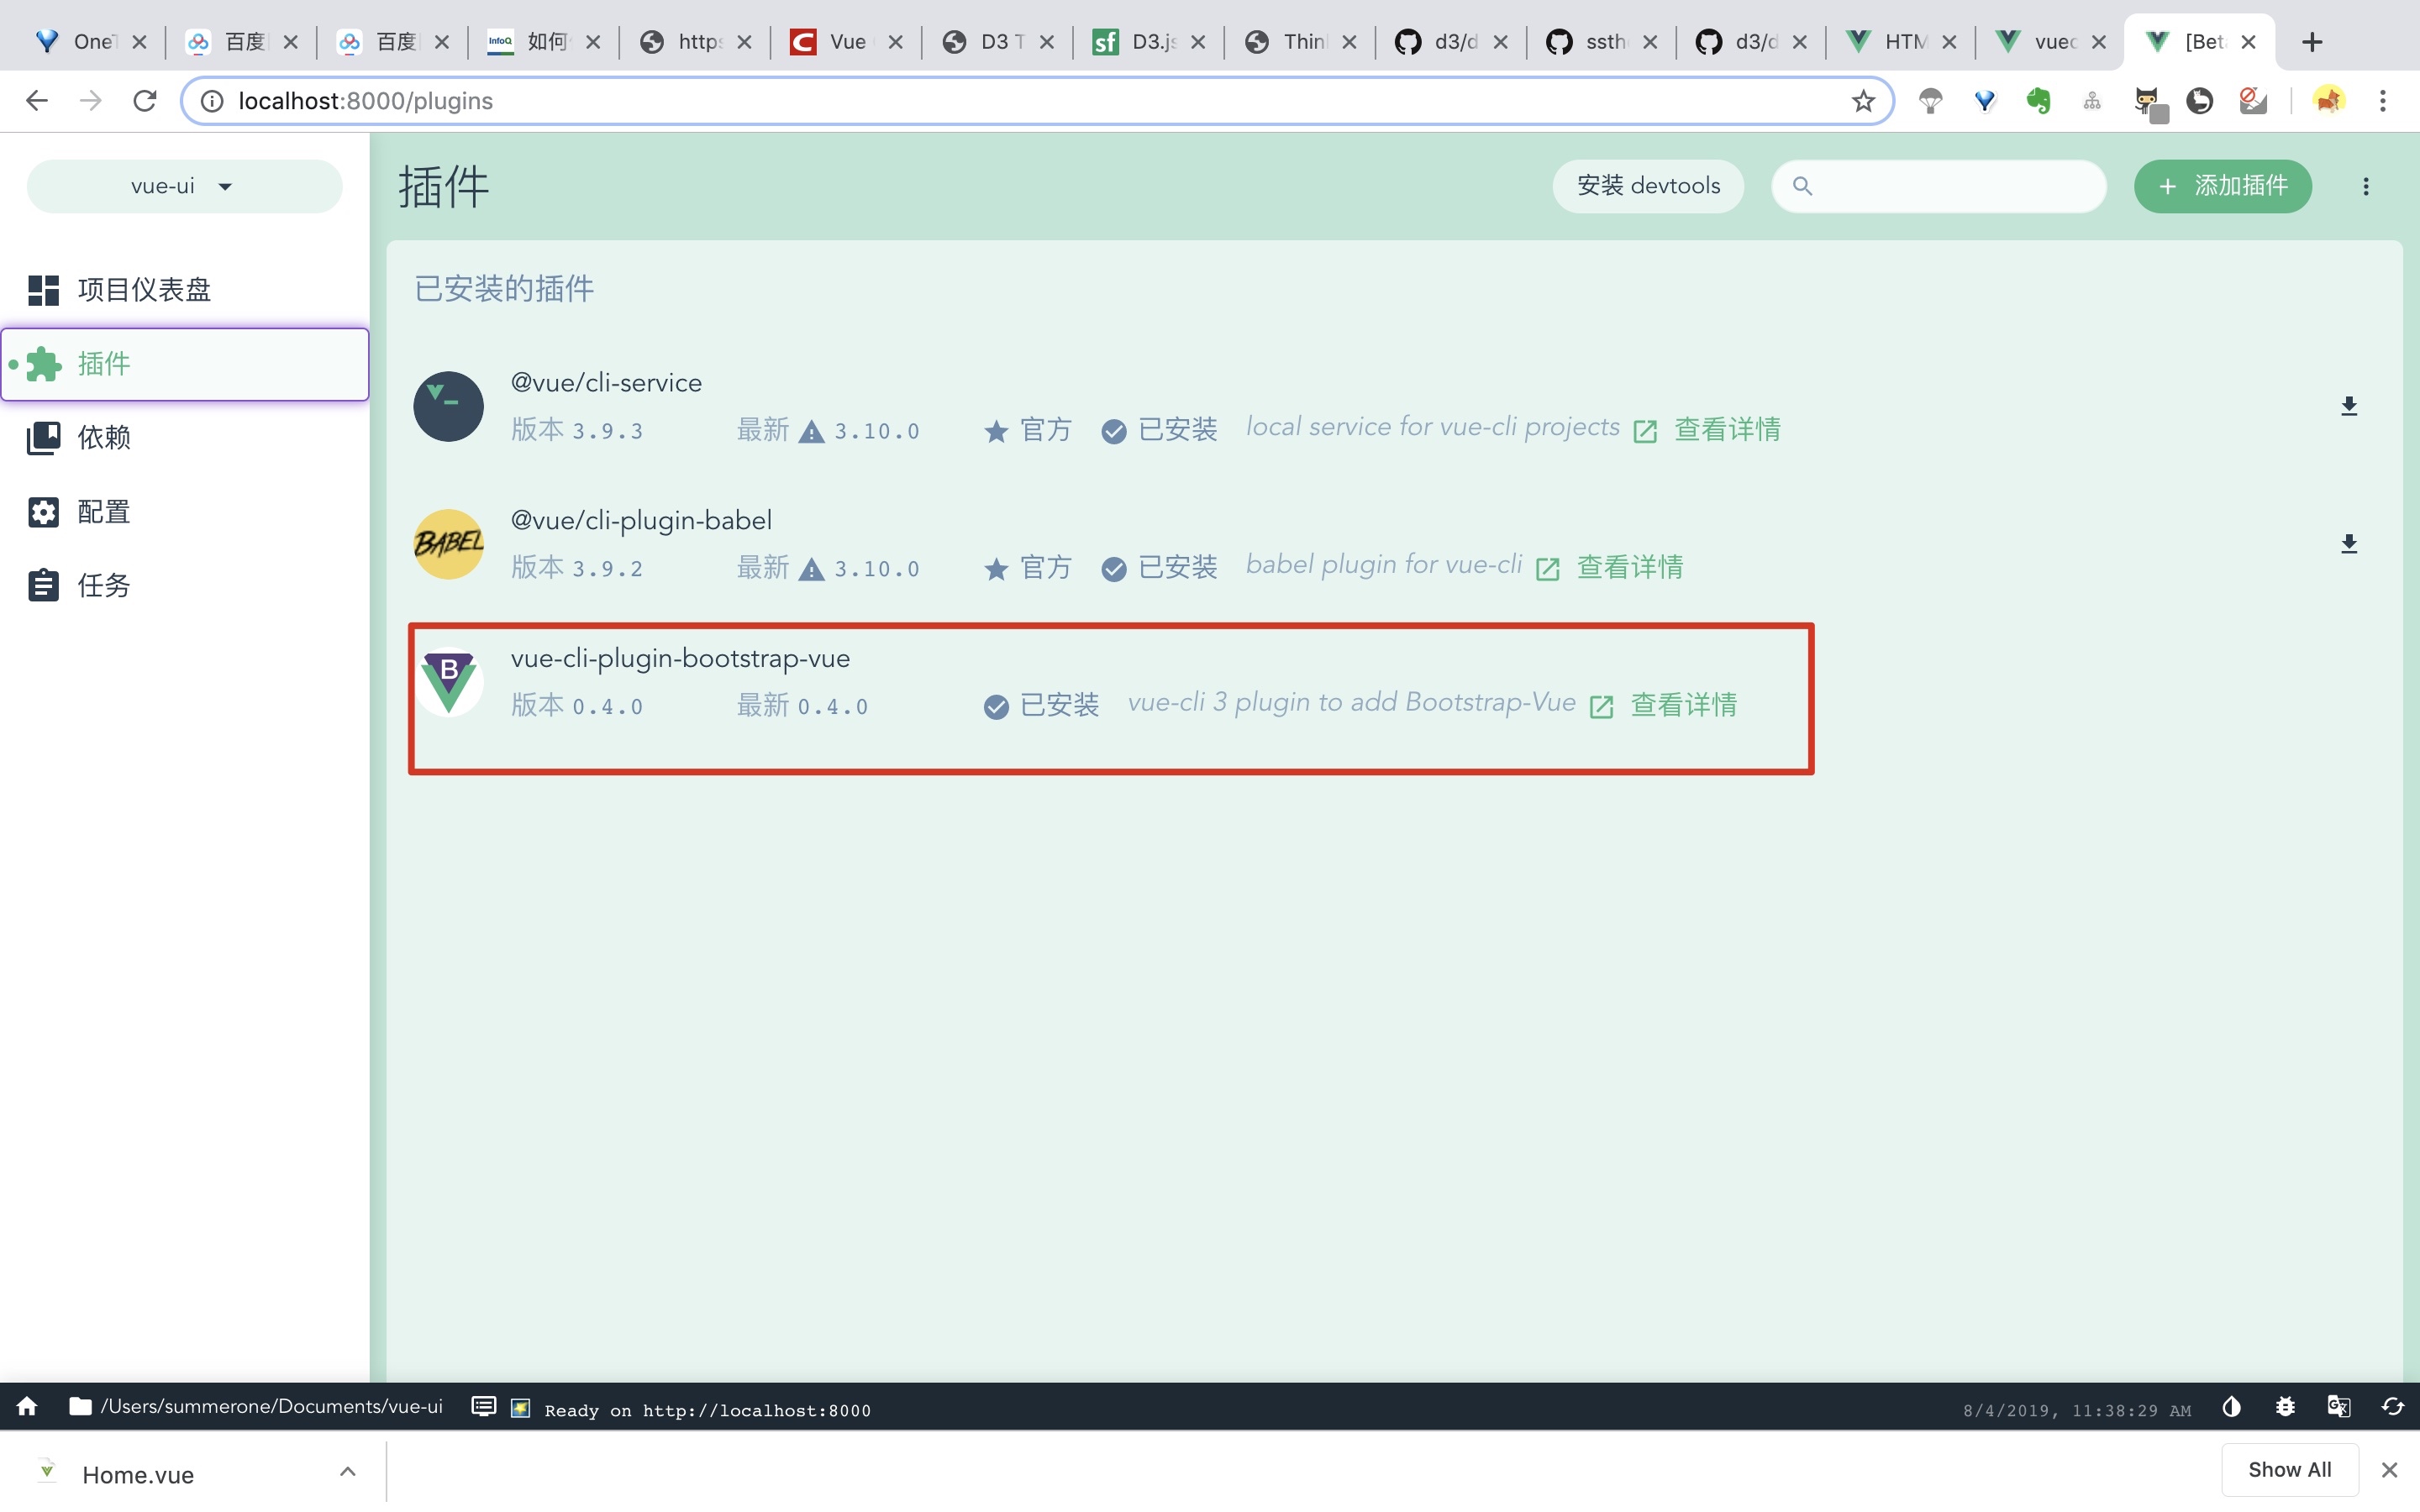 One
百度
百度
InfoQ 如何
https
Vue
D3 T
sf D3.js
Thin
d3/d
ssth
d3/d
HTM
vuec
[Bet
localhost:8000/plugins
vue-ui
插件
安装 devtools
添加插件
项目仪表盘
插件
依赖
配置
任务
已安装的插件
@vue/cli-service
版本 3.9.3 最新 3.10.0 官方 已安装 local service for vue-cli projects 查看详情
BABEL
@vue/cli-plugin-babel
版本 3.9.2 最新 3.10.0 官方 已安装 babel plugin for vue-cli 查看详情
B
vue-cli-plugin-bootstrap-vue
版本 0.4.0 最新 0.4.0 已安装 vue-cli 3 plugin to add Bootstrap-Vue 查看详情
/Users/summerone/Documents/vue-ui
Ready on http://localhost:8000
8/4/2019, 11:38:29 AM
Home.vue
Show All